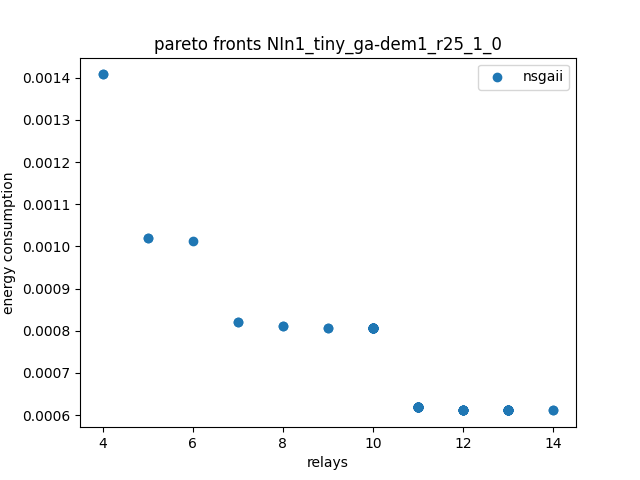 pareto fronts NIn1_tiny_ga-dem1_r25_1_0
nsgaii
0.0014
0.0013
0.0012
0.0011
0.0010
0.0009
0.0008
0.0007
0.0006
energy consumption
4 6 8 10 12 14
relays